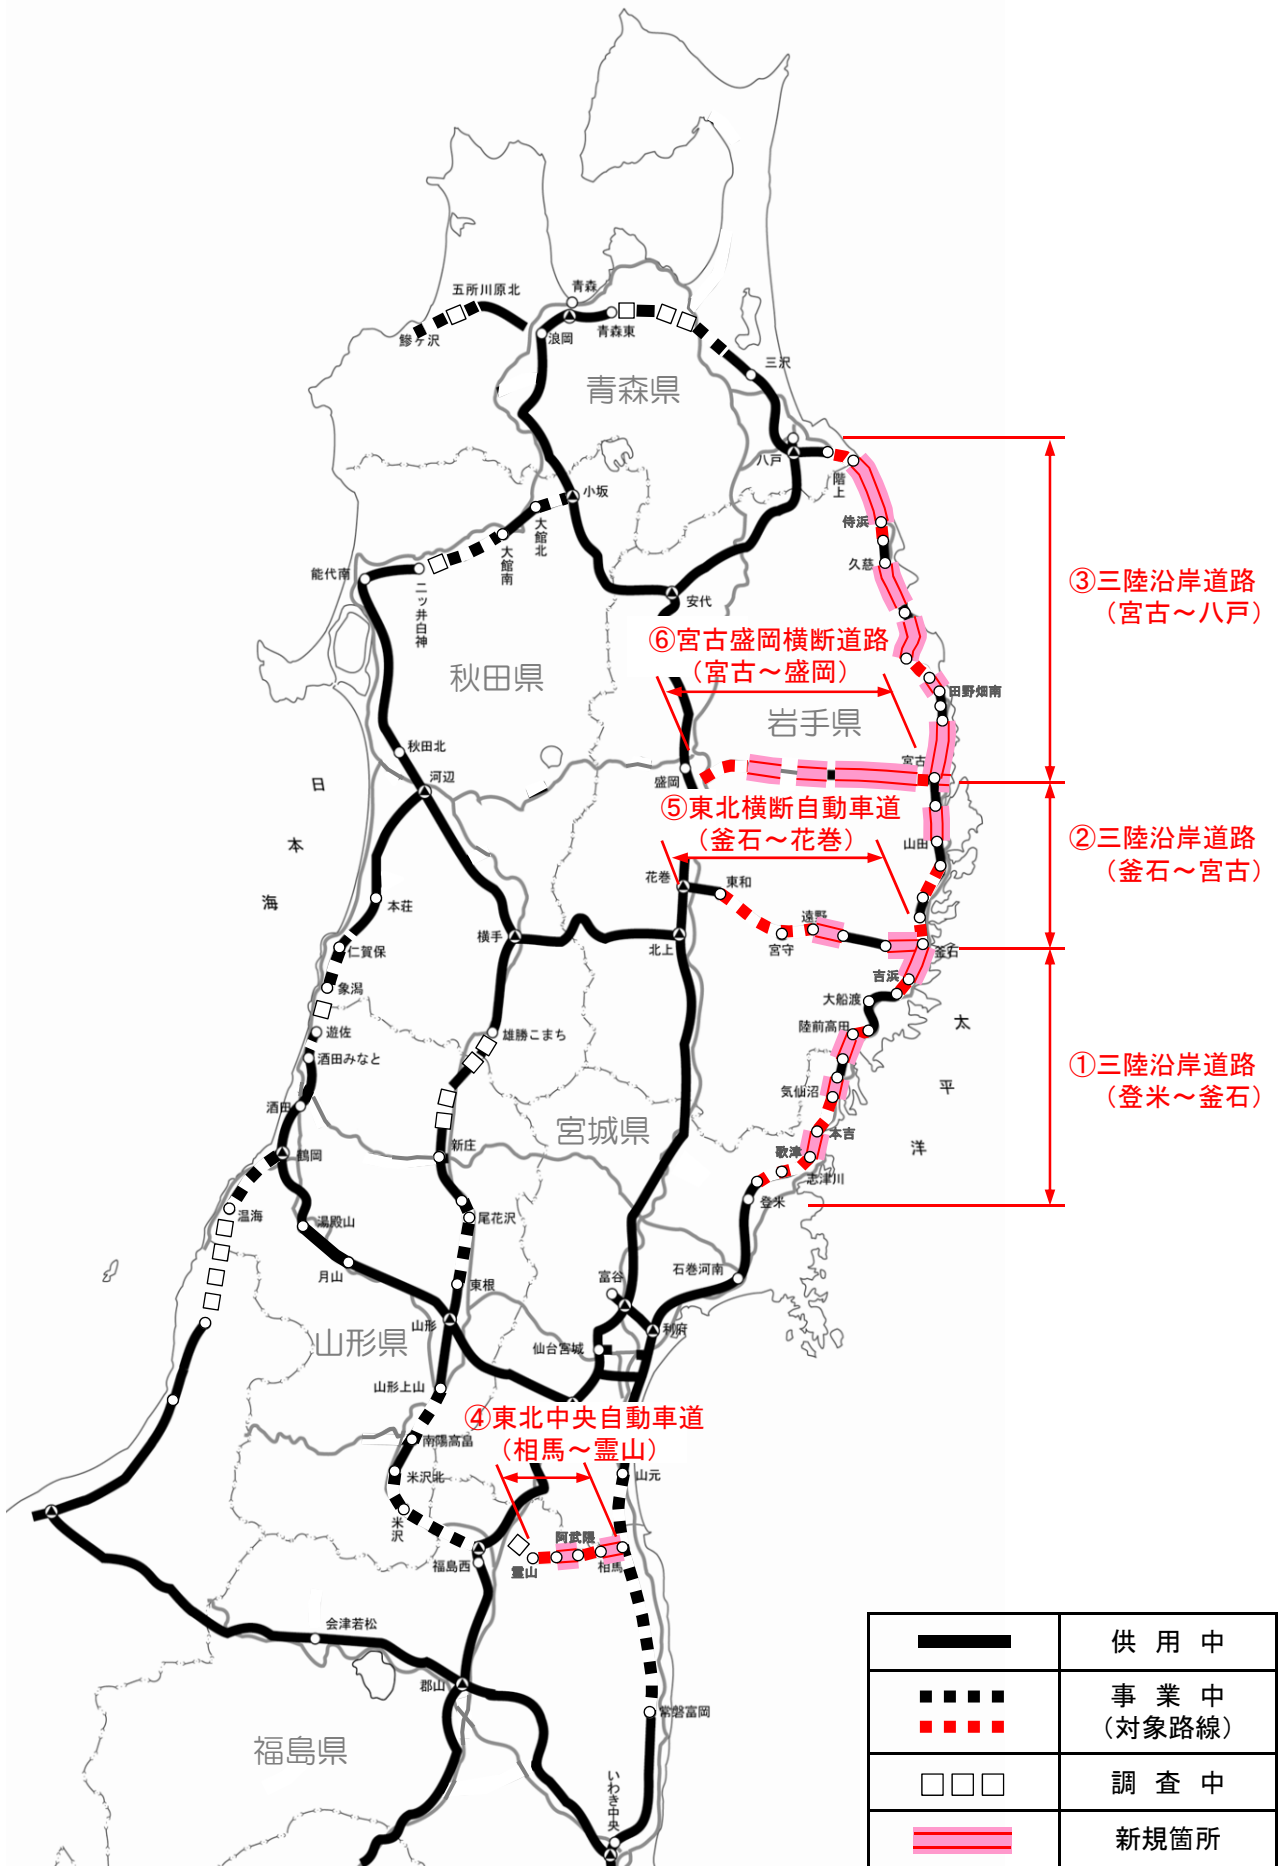 五所川原北
青森
鰺ヶ沢
浪岡
青森東
三沢
青森県
八戸
階上
小坂
大館北
大館南
侍浜
久慈
能代南
二ツ井白神
安代
③三陸沿岸道路
（宮古～八戸）
⑥宮古盛岡横断道路
（宮古～盛岡）
秋田県
田野畑南
岩手県
秋田北
宮古
河辺
盛岡
日本海
⑤東北横断自動車道
（釜石～花巻）
②三陸沿岸道路
（釜石～宮古）
山田
花巻
東和
本荘
遠野
横手
宮守
北上
仁賀保
釜石
吉浜
象潟
大船渡
遊佐
雄勝こまち
陸前高田
太平洋
酒田みなと
①三陸沿岸道路
（登米～釜石）
気仙沼
酒田
宮城県
本吉
新庄
歌津
鶴岡
志津川
温海
湯殿山
尾花沢
登米
月山
石巻河南
富谷
東根
山形
利府
山形県
仙台宮城
山形上山
④東北中央自動車道
（相馬～霊山）
南陽高畠
米沢北
山元
米沢
阿武隈
福島西
霊山
相馬
会津若松
郡山
常磐富岡
福島県
いわき中央
供用中
事業中
（対象路線）
調査中
新規箇所